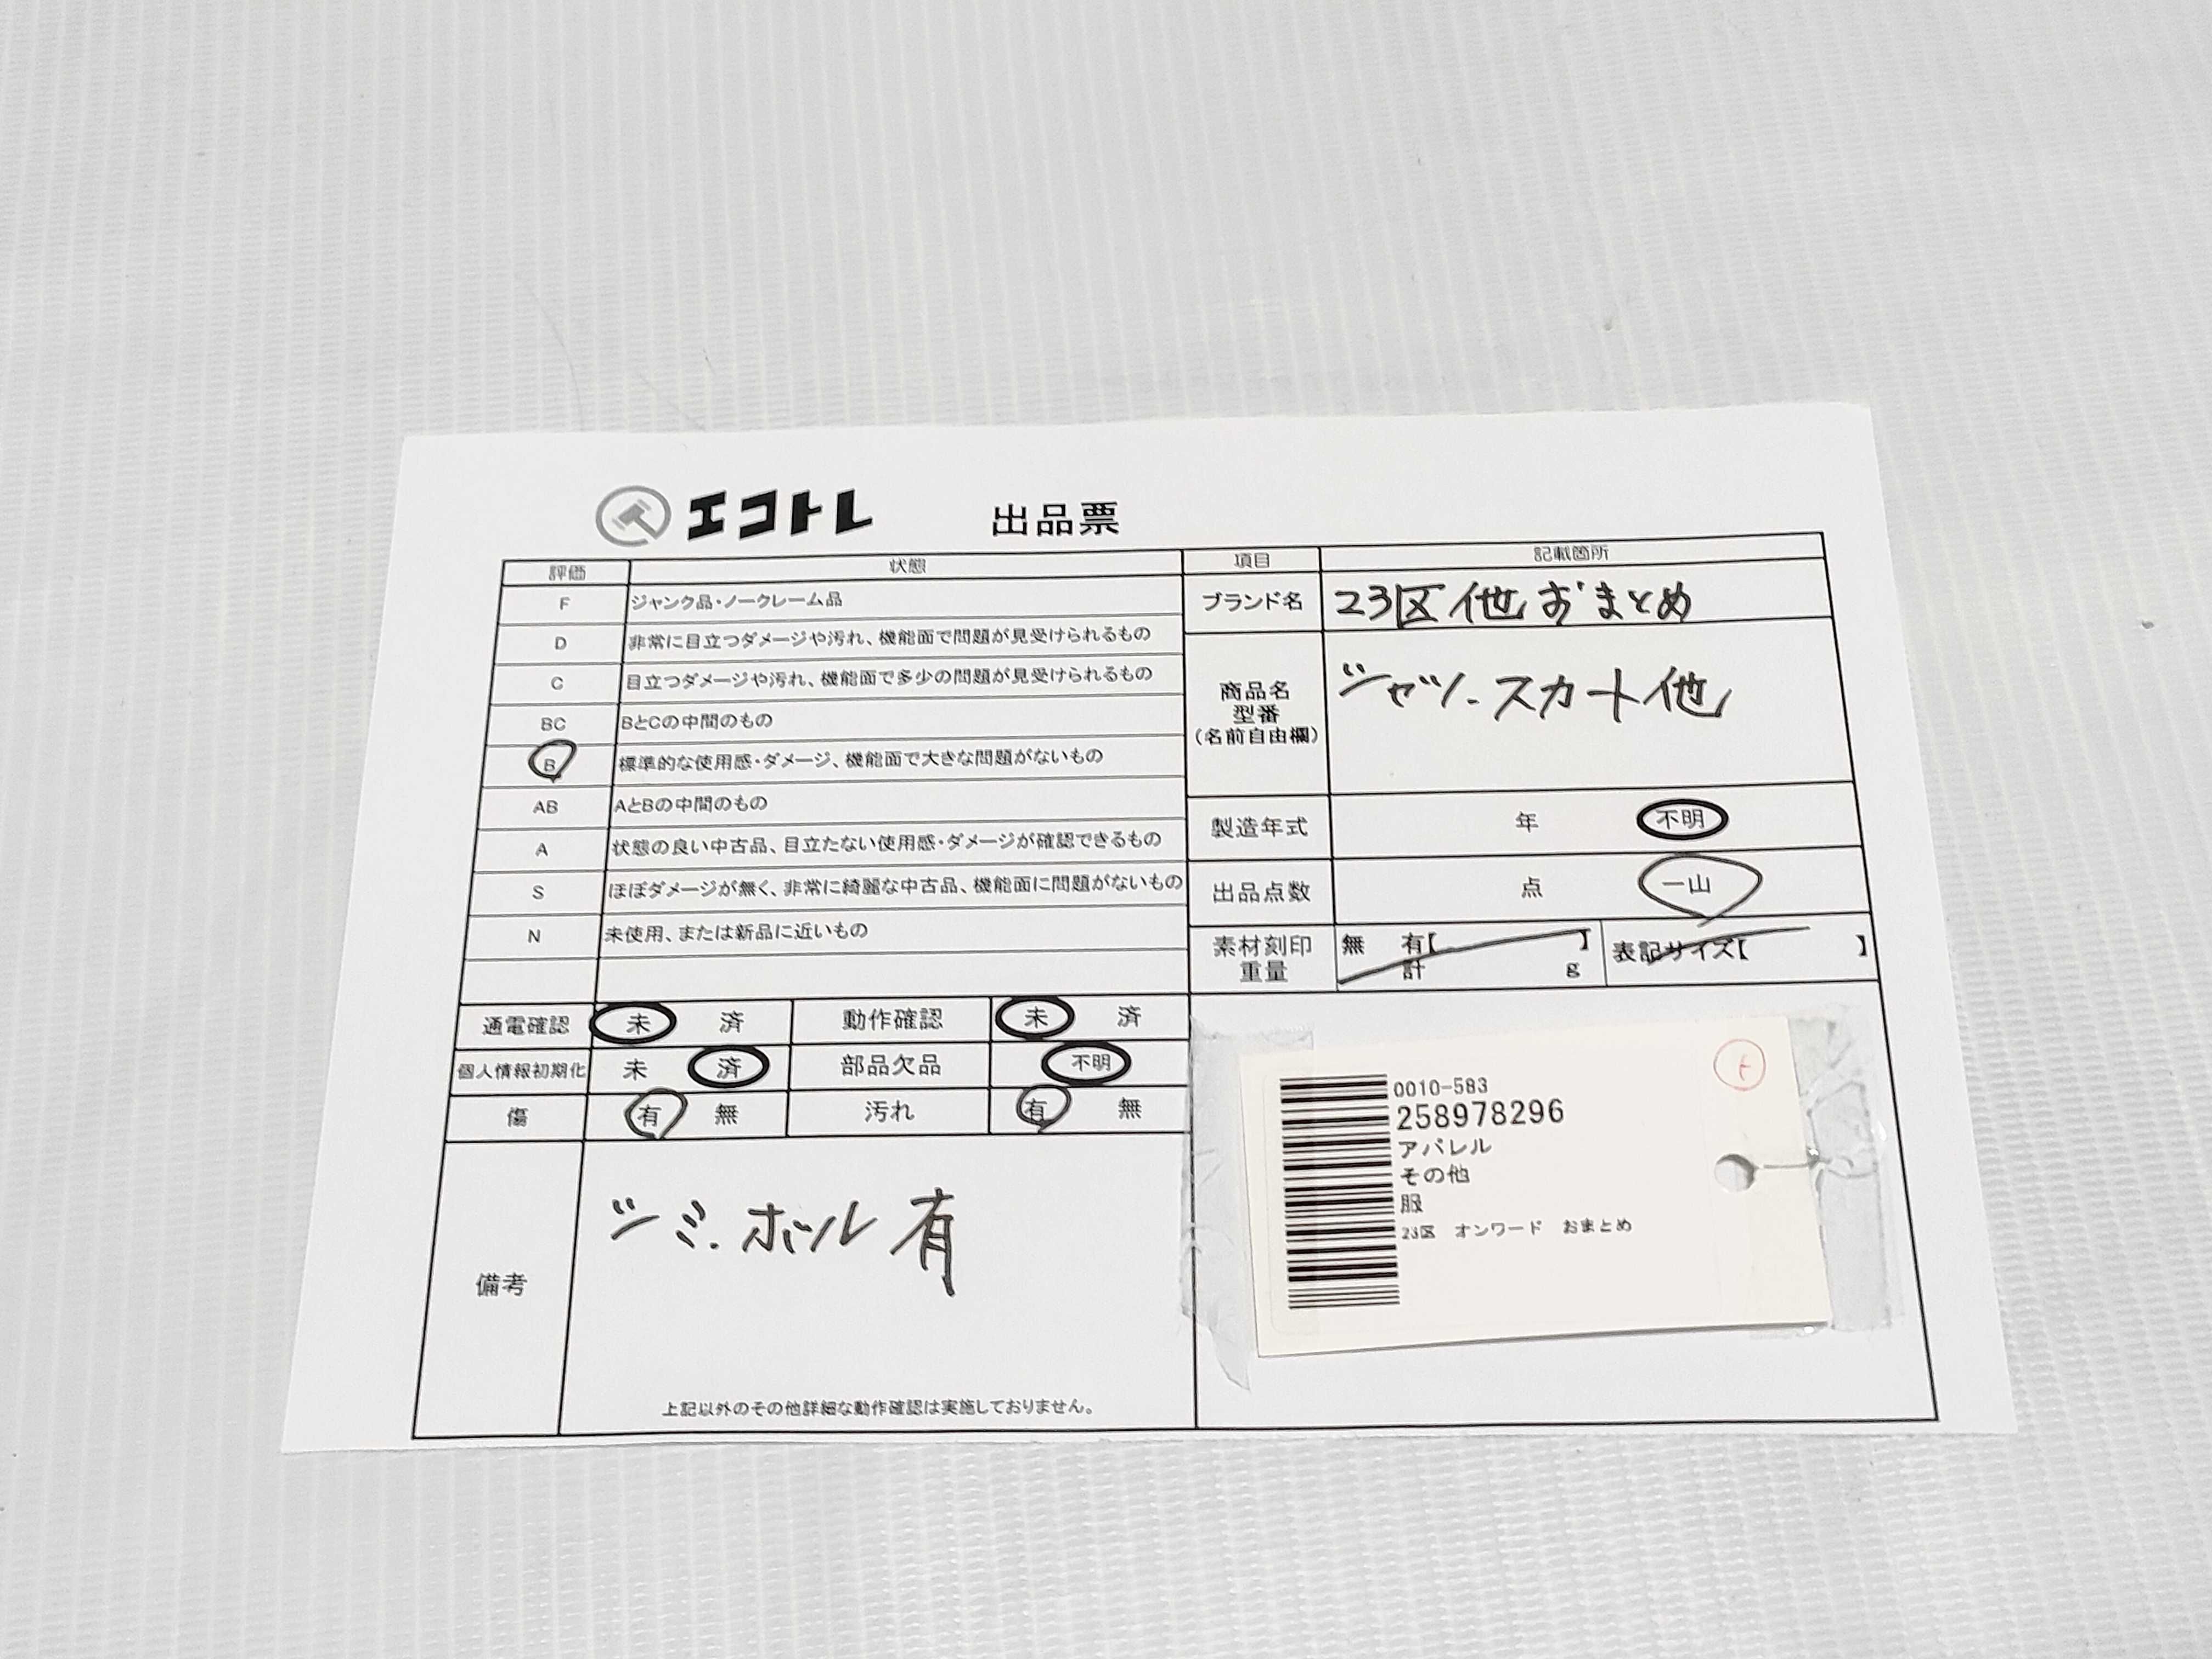 エコトレ 出品票
評価 状態 項目 記載箇所
F ジャンク品・ノークレーム品
D 非常に目立つダメージや汚れ、機能面で問題が見受けられるもの
C 目立つダメージや汚れ、機能面で多少の問題が見受けられるもの
BC BとCの中間のもの
B 標準的な使用感・ダメージ、機能面で大きな問題がないもの
AB AとBの中間のもの
A 状態の良い中古品、目立たない使用感・ダメージが確認できるもの
S ほぼダメージが無く、非常に綺麗な中古品、機能面に問題がないもの
N 未使用、または新品に近いもの
ブランド名 23区他おまとめ
商品名
型番
(名前自由欄)
シャツ.スカート他
製造年式 年 不明
出品点数 点 一山
素材刻印
重量
無 有【 】
計 g
表記サイズ【 】
通電確認 未 済 動作確認 未 済
個人情報初期化 未 済 部品欠品 不明
傷 有 無 汚れ 有 無
備考
シミ.ホール有
上記以外のその他詳細な動作確認は実施しておりません。
0010-583
258978296
アパレル
その他
服
23区 オンワード おまとめ